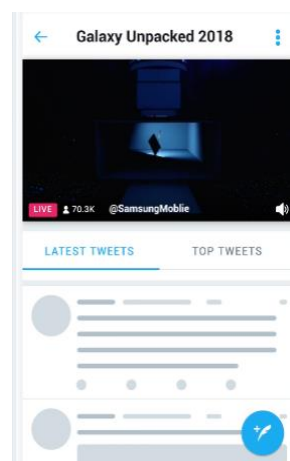 Galaxy Unpacked 2018
LIVE 70.3K @SamsungMoblie
LATEST TWEETS TOP TWEETS